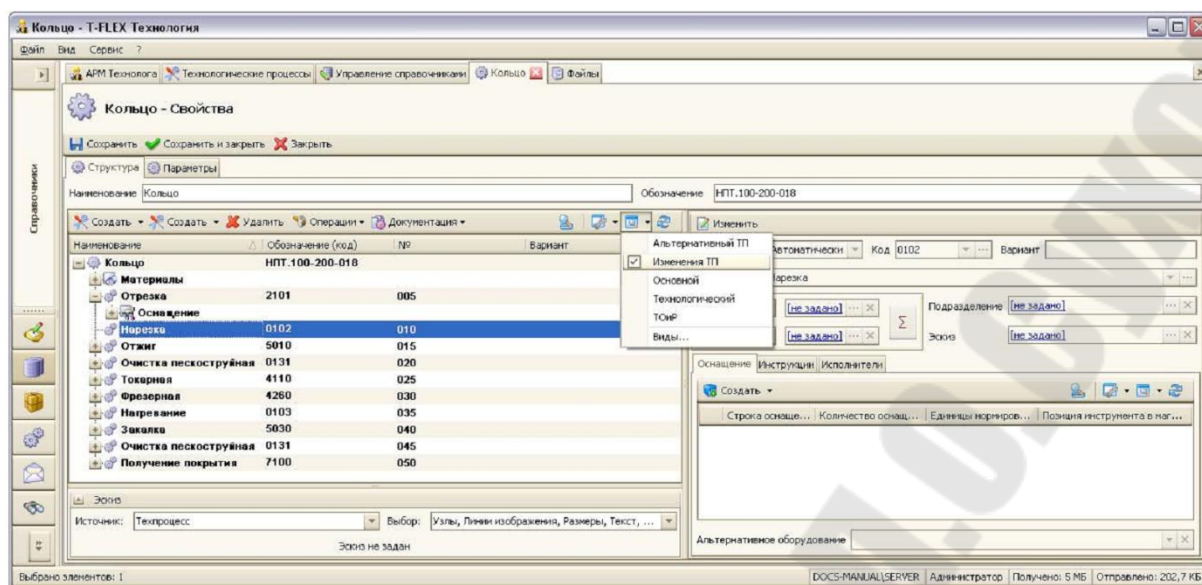 Кольцо - T-FLEX Технология
Файл Вид Сервис ?
АРМ Технолога Технологические процессы Управление справочниками Кольцо Файлы
Кольцо - Свойства
Сохранить Сохранить и закрыть Закрыть
Справочники
Структура Параметры
Наименование Кольцо Обозначение НПТ.100-200-018
Создать Создать Удалить Операции Документация Изменить
Наименование Обозначение (код) № Вариант
Альтернативный ТП
Изменения ТП
Основной
Технологический
ТОиР
Виды...
Автоматически Код 0102 Вариант
Кольцо НПТ.100-200-018
Материалы
Отрезка 2101 005
Оснащение
Нарезка 0102 010
Отжиг 5010 015
Очистка пескоструйная 0131 020
Токарная 4110 025
Фрезерная 4260 030
Нагревание 0103 035
Закалка 5030 040
Очистка пескоструйная 0131 045
Получение покрытия 7100 050
[не задано] Σ Подразделение [не задано]
[не задано] Эскиз [не задано]
Оснащение Инструкции Исполнители
Создать
Строка оснаще... Количество оснащ... Единицы нормиров... Позиция инструмента в маг...
Эскиз
Источник: Техпроцесс Выбор: Узлы, Линии изображения, Размеры, Текст, ...
Эскиз не задан
Альтернативное оборудование
Выбрано элементов: 1 DOCS-MANUAL\SERVER Администратор Получено: 5 МБ Отправлено: 202,7 КБ